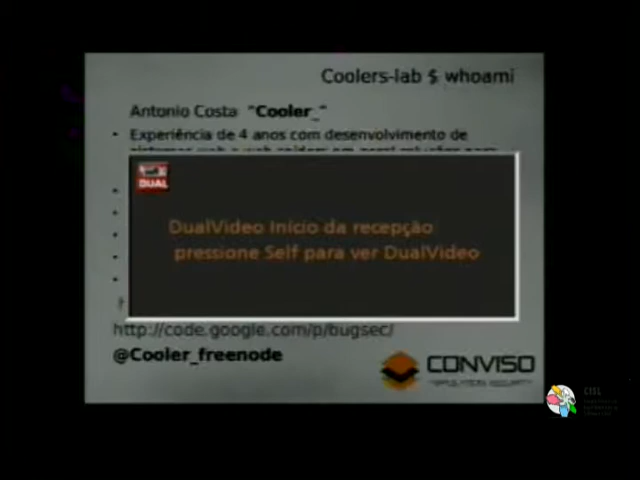 Coolers-lab $ whoami
Antonio Costa "Cooler_"
• Experiência de 4 anos com desenvolvimento de
DUAL
DualVideo Início da recepção
pressione Self para ver DualVideo
http://code.google.com/p/bugsec/
@Cooler_freenode
CONVISO
CISL